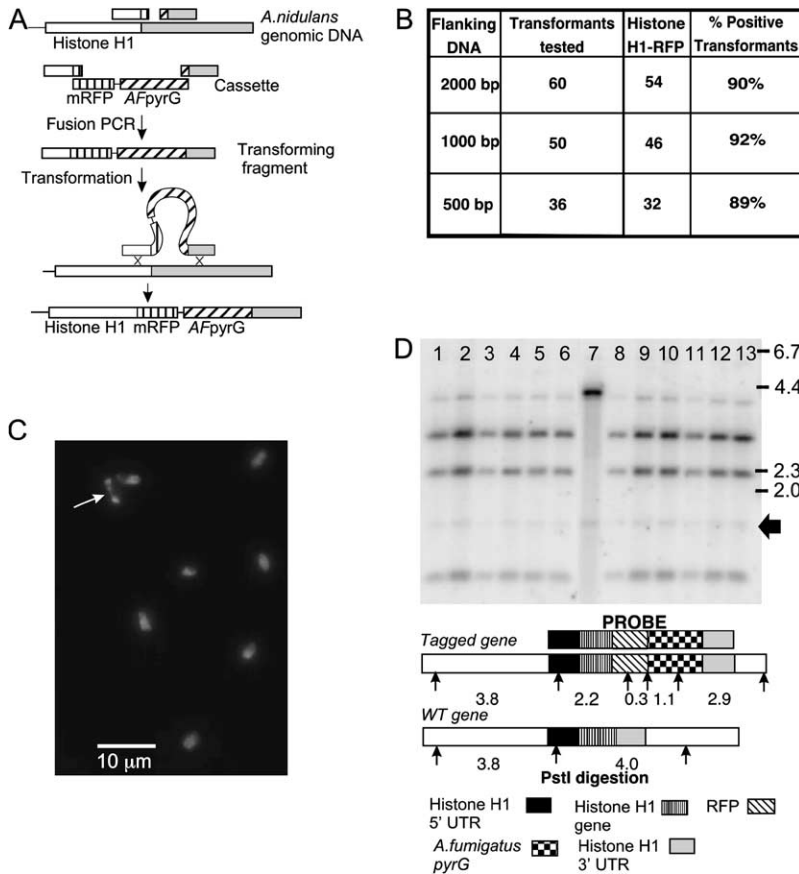 A
A.nidulans
genomic DNA
Histone H1
Cassette
mRFP AFpyrG
Fusion PCR
Transforming
fragment
Transformation
Histone H1 mRFP AFpyrG
B
Flanking DNA Transformants tested Histone H1-RFP % Positive Transformants
2000 bp 60 54 90%
1000 bp 50 46 92%
500 bp 36 32 89%
C
10 µm
D
1 2 3 4 5 6 7 8 9 10 11 12 13
6.7
4.4
2.3
2.0
PROBE
Tagged gene
3.8 2.2 0.3 1.1 2.9
WT gene
3.8 4.0
PstI digestion
Histone H1 5' UTR
Histone H1 gene
RFP
A.fumigatus pyrG
Histone H1 3' UTR